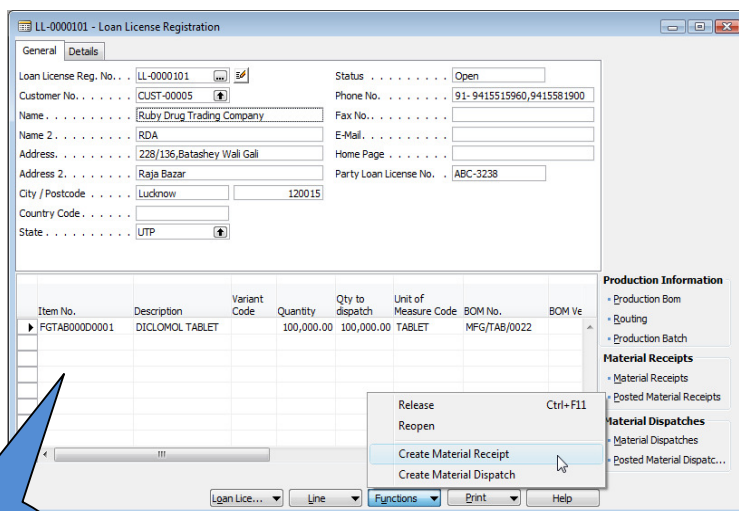 LL-0000101 - Loan License Registration
General Details
Loan License Reg. No. . . LL-0000101 ...
Status . . . . . . . . . Open
Customer No. . . . . . . CUST-00005
Phone No. . . . . . . . 91- 9415515960,9415581900
Name . . . . . . . . . . Ruby Drug Trading Company
Fax No. . . . . . . . .
Name 2 . . . . . . . . . RDA
E-Mail . . . . . . . . .
Address. . . . . . . . . 228/136,Batashey Wali Gali
Home Page . . . . . . .
Address 2. . . . . . . . Raja Bazar
Party Loan License No. . ABC-3238
City / Postcode . . . . . Lucknow 120015
Country Code . . . . . .
State . . . . . . . . . . UTP
Item No. Description Variant Code Quantity Qty to dispatch Unit of Measure Code BOM No. BOM Ve
FGTAB000D0001 DICLOMOL TABLET 100,000.00 100,000.00 TABLET MFG/TAB/0022
Production Information
Production Bom
Routing
Production Batch
Material Receipts
Material Receipts
Posted Material Receipts
Material Dispatches
Material Dispatches
Posted Material Dispatc...
Release Ctrl+F11
Reopen
Create Material Receipt
Create Material Dispatch
Loan Lice... Line Functions Print Help